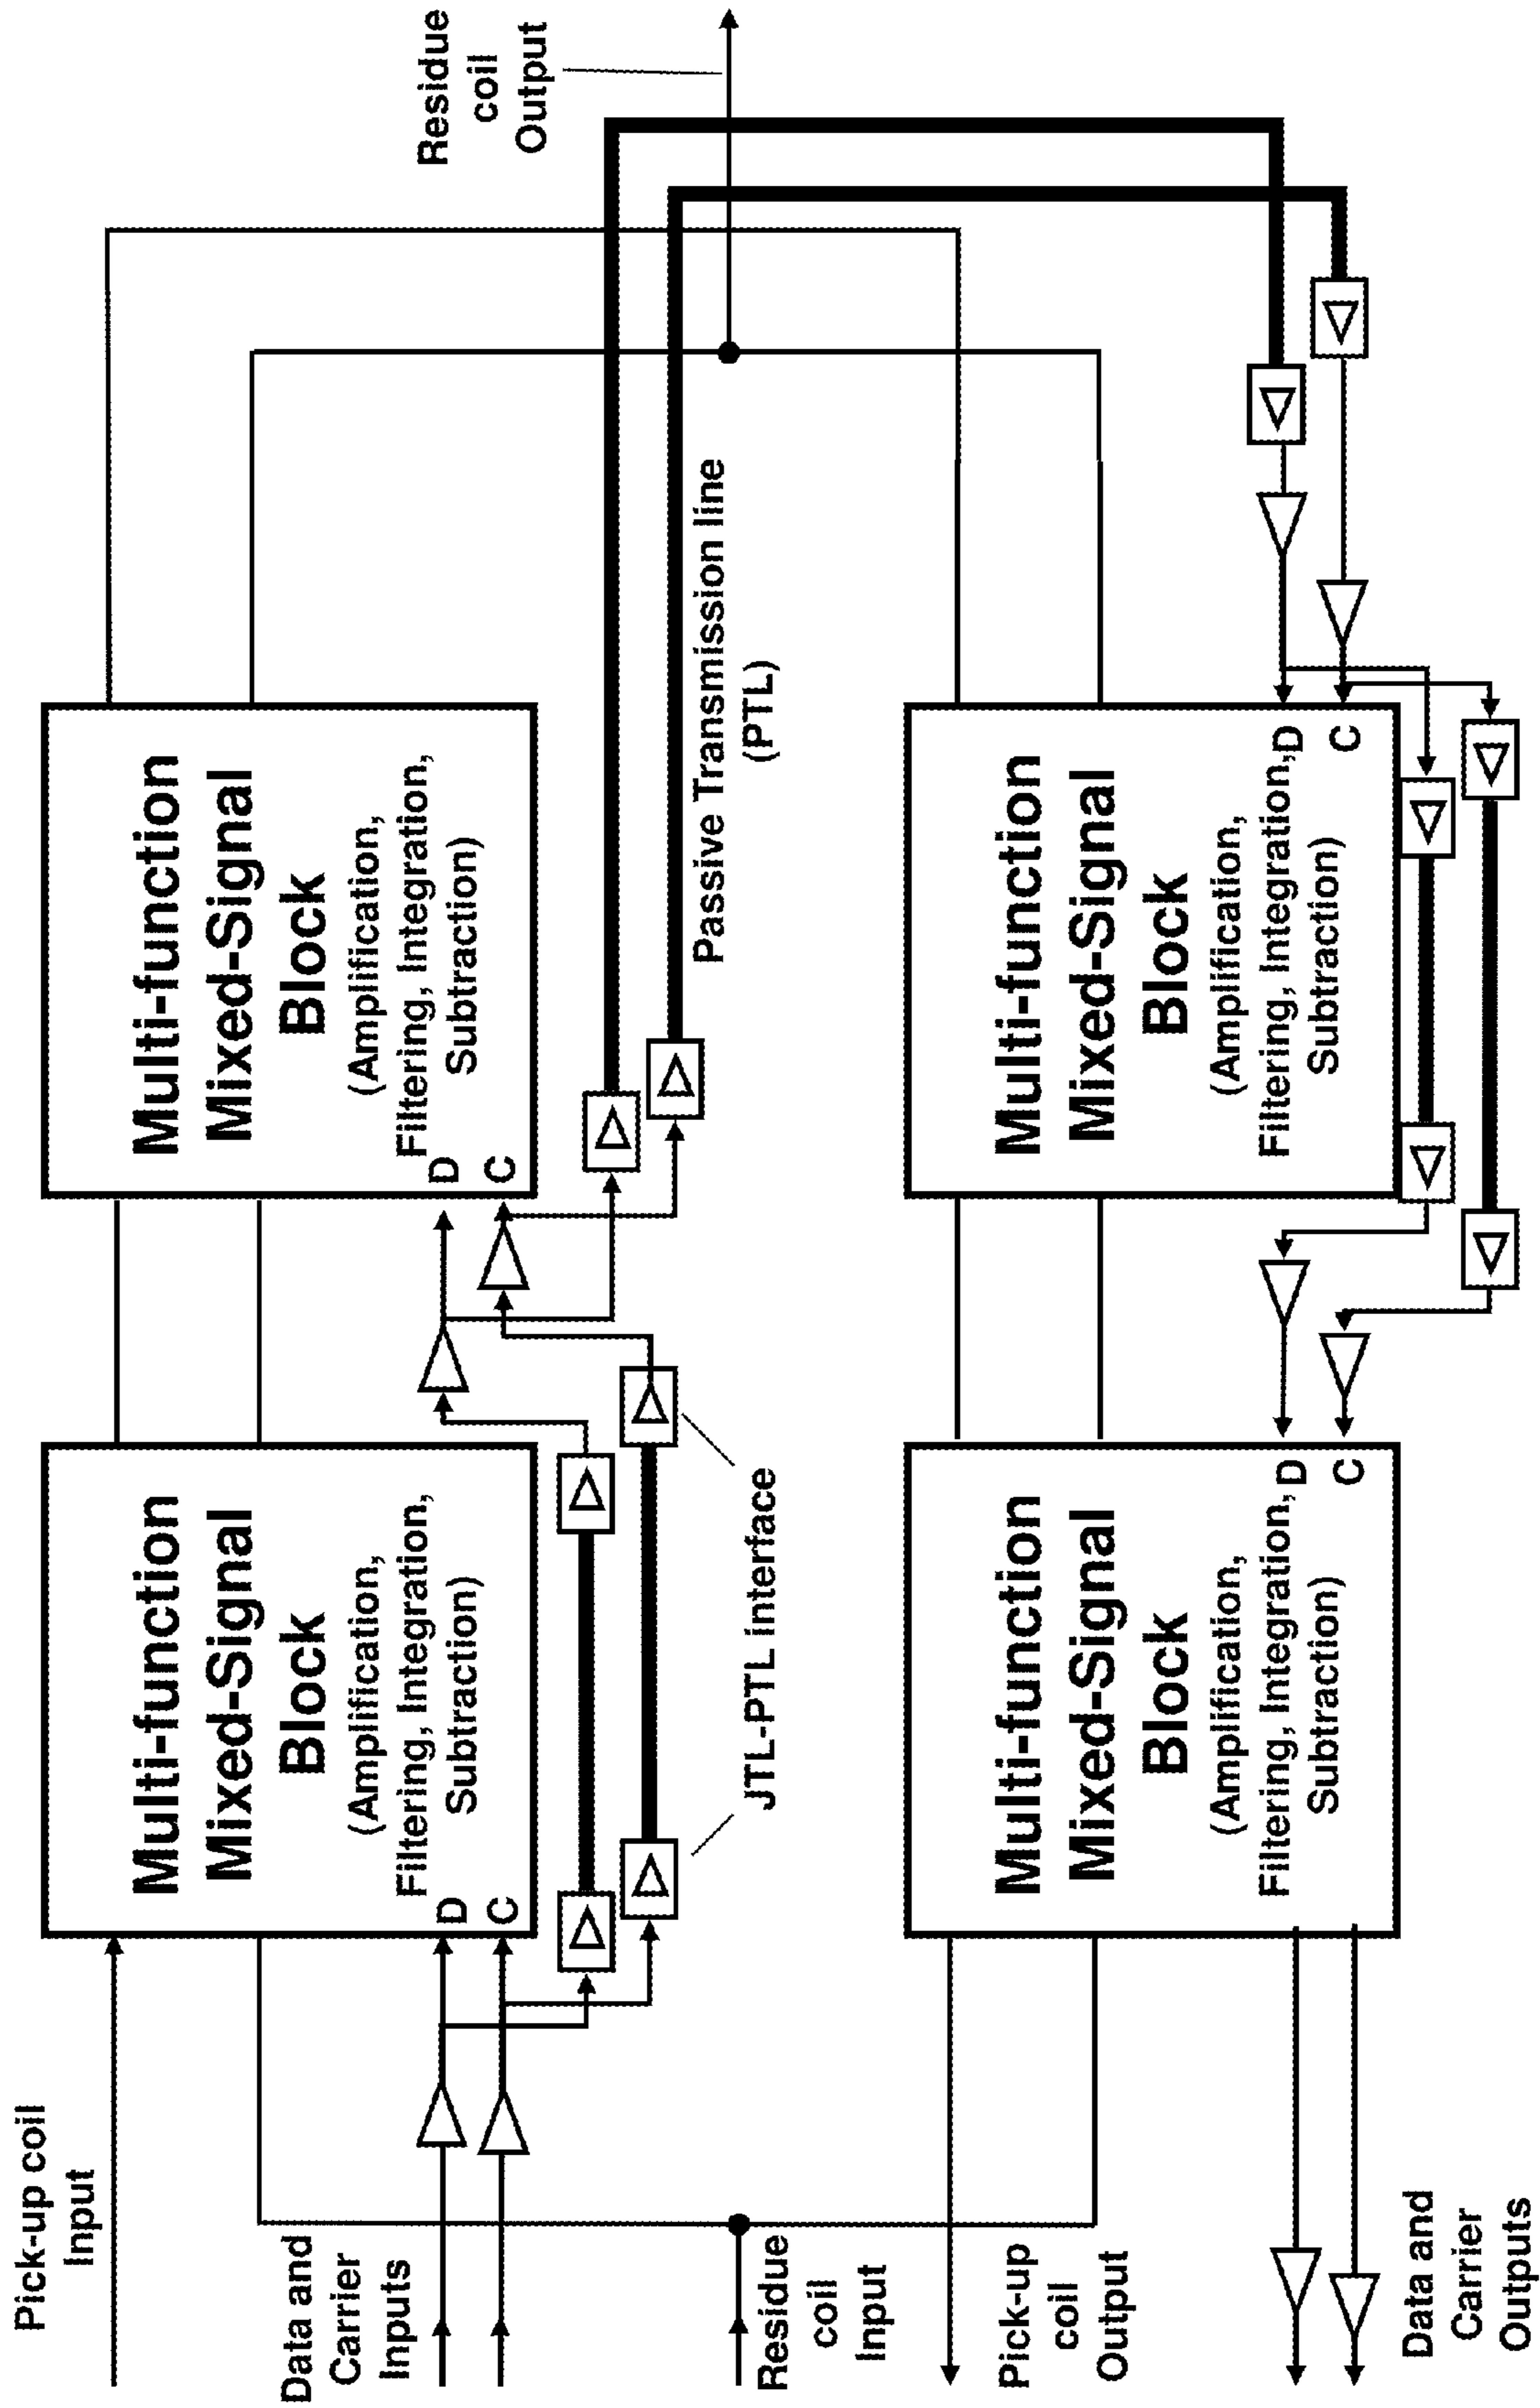 Pick-up coil
Input
Data and
Carrier
Inputs
Residue
coil
Input
Pick-up
coil
Output
Data and
Carrier
Outputs
Multi-function
Mixed-Signal
Block
(Amplification,
Filtering, Integration,
Subtraction)
D
C
Multi-function
Mixed-Signal
Block
(Amplification,
Filtering, Integration,
Subtraction)
D
C
JTL-PTL interface
Passive Transmission line
(PTL)
Residue
coil
Output
Multi-function
Mixed-Signal
Block
(Amplification,
Filtering, Integration,
Subtraction)
D
C
Multi-function
Mixed-Signal
Block
(Amplification,
Filtering, Integration,
Subtraction)
D
C